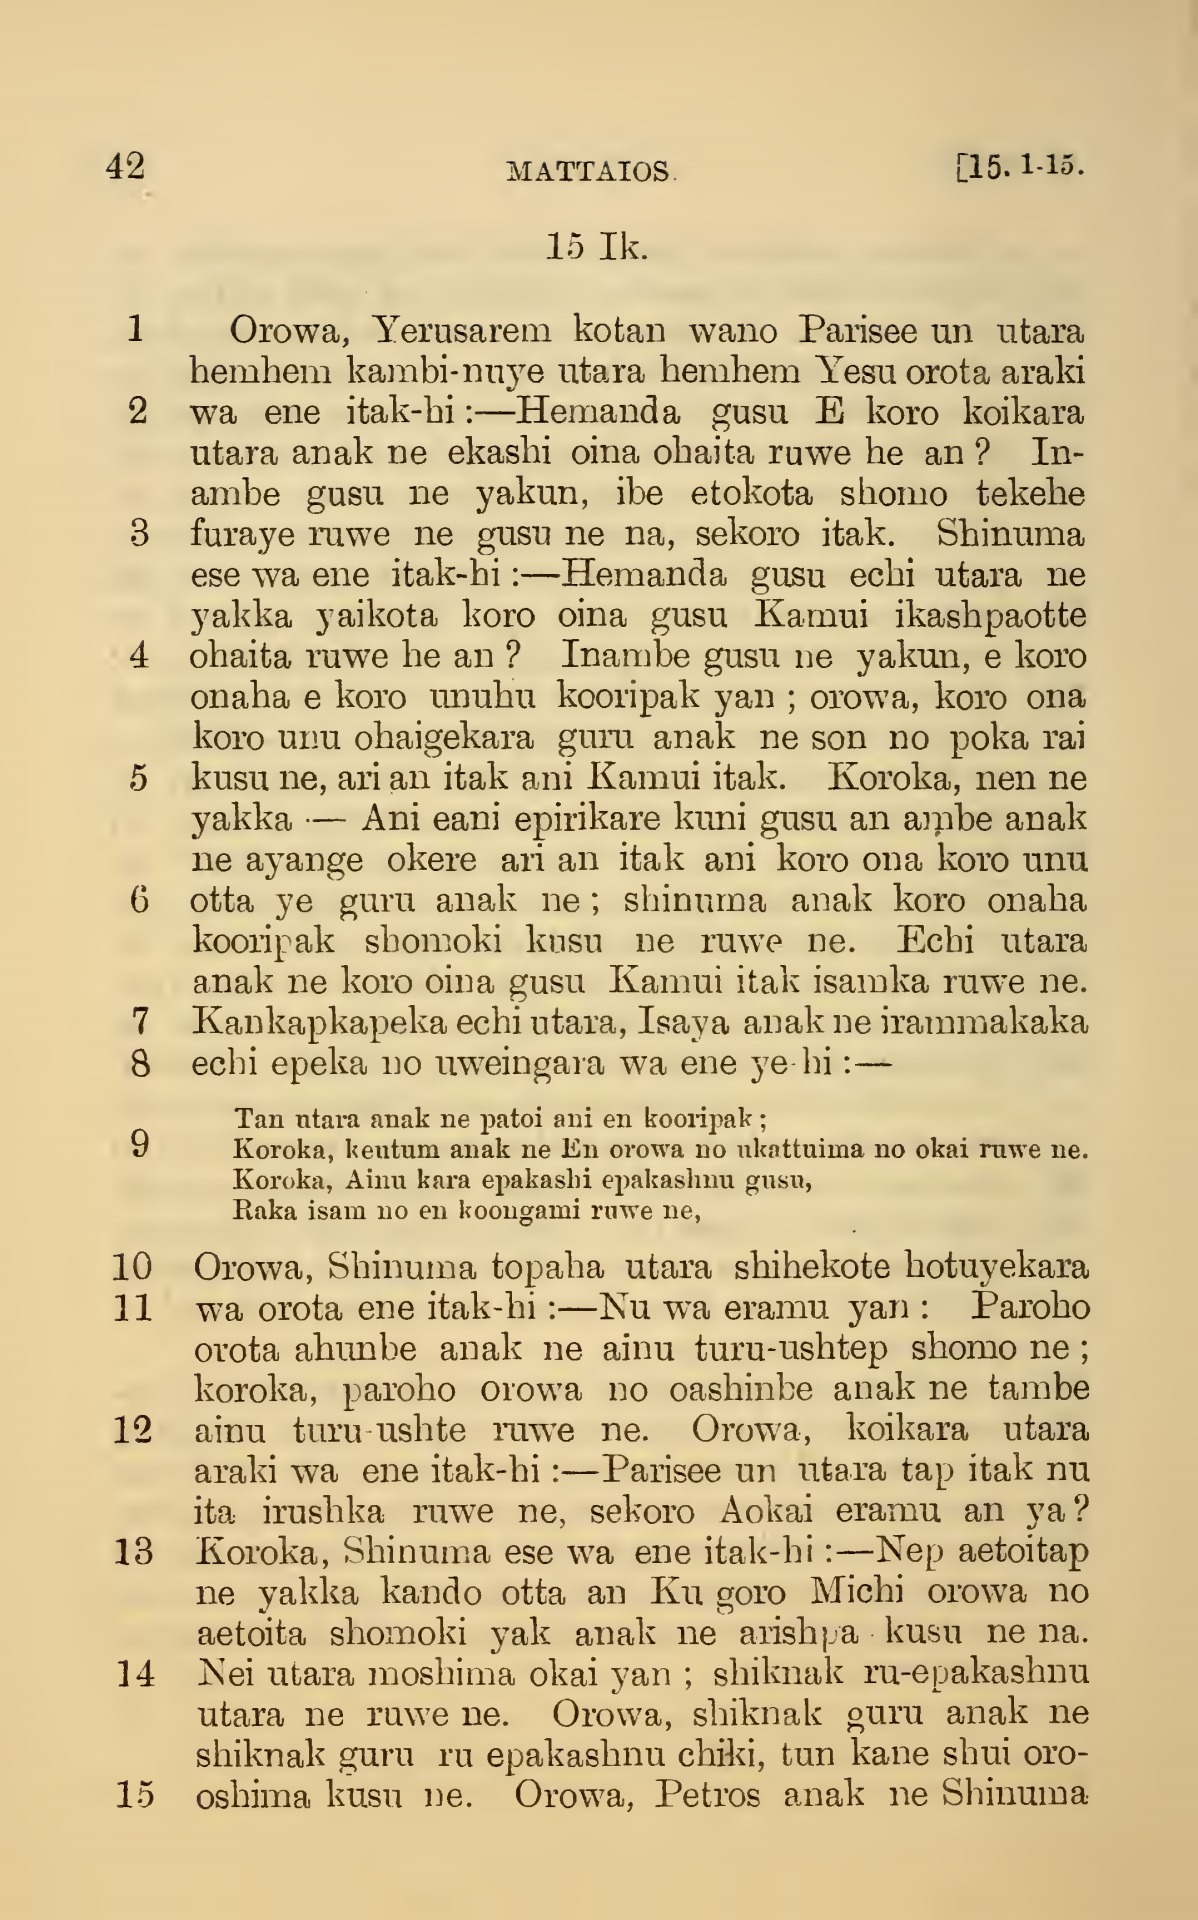 42 MATTAIOS. [15. 1-15.
15 Ik.
1 Orowa, Yerusarem kotan wano Parisee un utara
hemhem kambi-nuye utara hemhem Yesu orota araki
2 wa ene itak-hi :—Hemanda gusu E koro koikara
utara anak ne ekashi oina ohaita ruwe he an ? In-
ambe gusu ne yakun, ibe etokota shomo tekehe
3 furaye ruwe ne gusu ne na, sekoro itak. Shinuma
ese wa ene itak-hi :—Hemanda gusu echi utara ne
yakka yaikota koro oina gusu Kamui ikashpaotte
4 ohaita ruwe he an ? Inambe gusu ne yakun, e koro
onaha e koro unuhu kooripak yan ; orowa, koro ona
koro unu ohaigekara guru anak ne son no poka rai
5 kusu ne, ari an itak ani Kamui itak. Koroka, nen ne
yakka — Ani eani epirikare kuni gusu an ambe anak
ne ayange okere ari an itak ani koro ona koro unu
6 otta ye guru anak ne ; shinuma anak koro onaha
kooripak shomoki kusu ne ruwe ne. Echi utara
anak ne koro oina gusu Kamui itak isamka ruwe ne.
7 Kankapkapeka echi utara, Isaya anak ne irammakaka
8 echi epeka no uweingara wa ene ye-hi :—
Tan utara anak ne patoi ani en kooripak ;
9 Koroka, keutum anak ne En orowa no ukattuima no okai ruwe ne.
Koroka, Ainu kara epakashi epakashnu gusu,
Raka isam no en koongami ruwe ne,
10 Orowa, Shinuma topaha utara shihekote hotuyekara
11 wa orota ene itak-hi :—Nu wa eramu yan : Paroho
orota ahunbe anak ne ainu turu-ushtep shomo ne ;
koroka, paroho orowa no oashinbe anak ne tambe
12 ainu turu-ushte ruwe ne. Orowa, koikara utara
araki wa ene itak-hi :—Parisee un utara tap itak nu
ita irushka ruwe ne, sekoro Aokai eramu an ya ?
13 Koroka, Shinuma ese wa ene itak-hi :—Nep aetoitap
ne yakka kando otta an Ku goro Michi orowa no
aetoita shomoki yak anak ne arishpa kusu ne na.
14 Nei utara moshima okai yan ; shiknak ru-epakashnu
utara ne ruwe ne. Orowa, shiknak guru anak ne
shiknak guru ru epakashnu chiki, tun kane shui oro-
15 oshima kusu ne. Orowa, Petros anak ne Shinuma